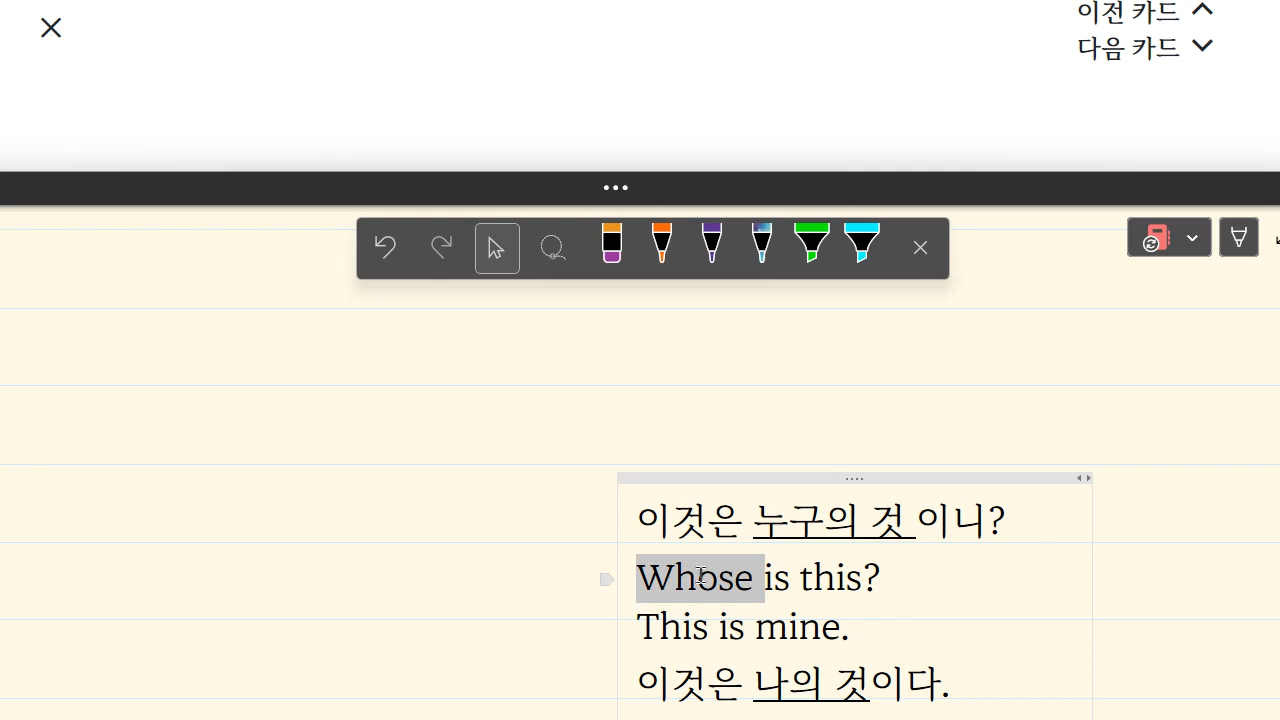 이전 카드
다음 카드
이것은 누구의 것 이니?
Whose is this?
This is mine.
이것은 나의 것이다.